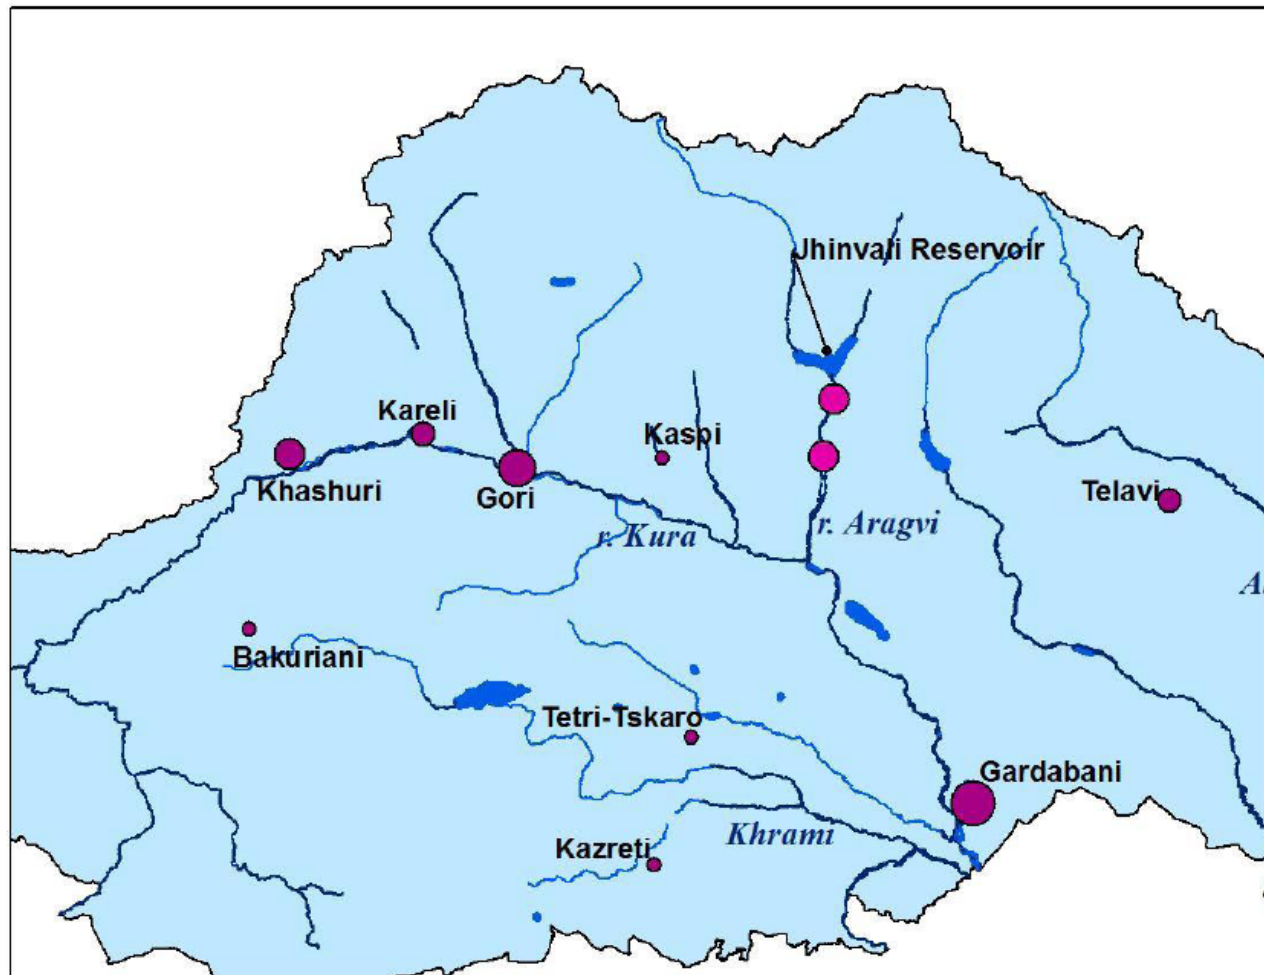 Jhinvali Reservoir
Kareli
Kaspi
Khashuri
Gori
Telavi
r. Kura
r. Aragvi
Bakuriani
Tetri-Tskaro
Gardabani
Khrami
Kazreti